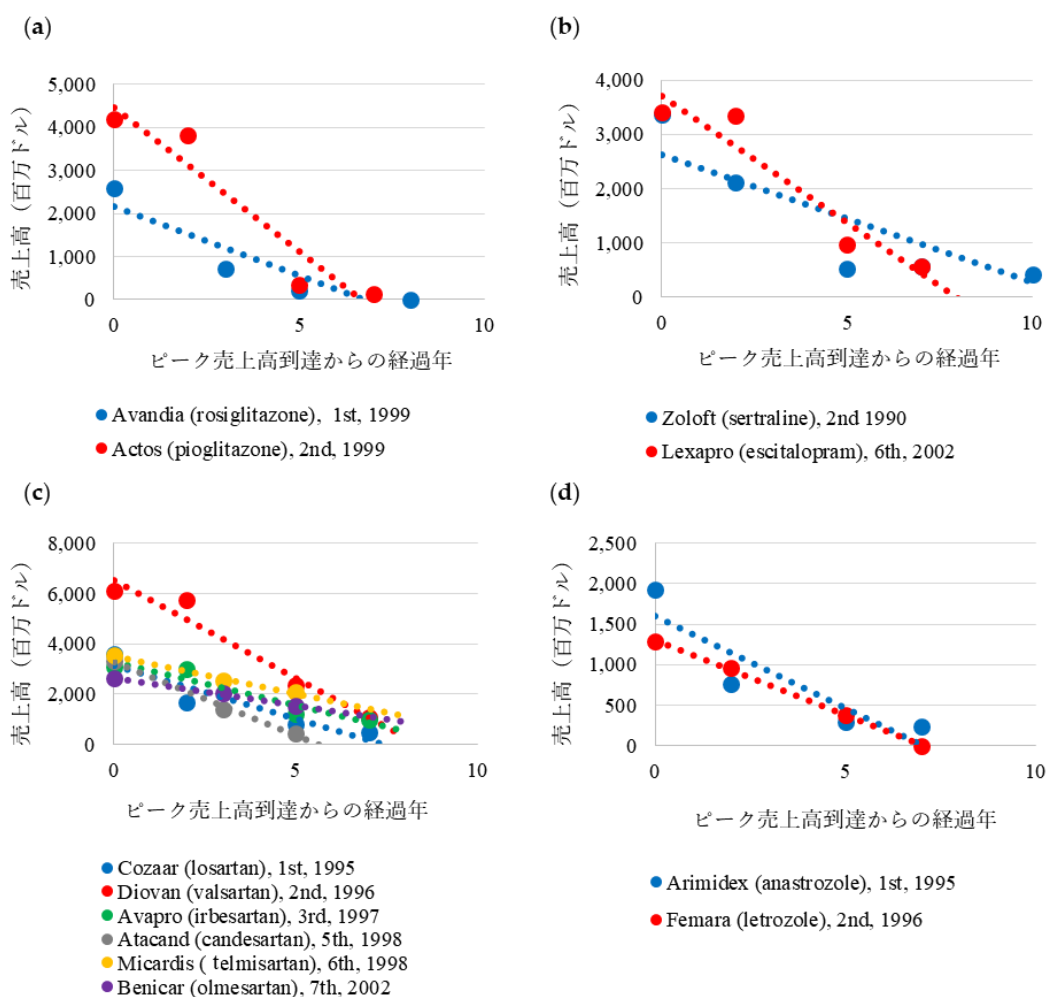 (a)
売上高（百万ドル）
5,000
4,000
3,000
2,000
1,000
0
0 5 10
ピーク売上高到達からの経過年
Avandia (rosiglitazone), 1st, 1999
Actos (pioglitazone), 2nd, 1999
(b)
売上高（百万ドル）
4,000
3,000
2,000
1,000
0
0 5 10
ピーク売上高到達からの経過年
Zoloft (sertraline), 2nd 1990
Lexapro (escitalopram), 6th, 2002
(c)
売上高（百万ドル）
8,000
6,000
4,000
2,000
0
0 5 10
ピーク売上高到達からの経過年
Cozaar (losartan), 1st, 1995
Diovan (valsartan), 2nd, 1996
Avapro (irbesartan), 3rd, 1997
Atacand (candesartan), 5th, 1998
Micardis ( telmisartan), 6th, 1998
Benicar (olmesartan), 7th, 2002
(d)
売上高（百万ドル）
2,500
2,000
1,500
1,000
500
0
0 5 10
ピーク売上高到達からの経過年
Arimidex (anastrozole), 1st, 1995
Femara (letrozole), 2nd, 1996